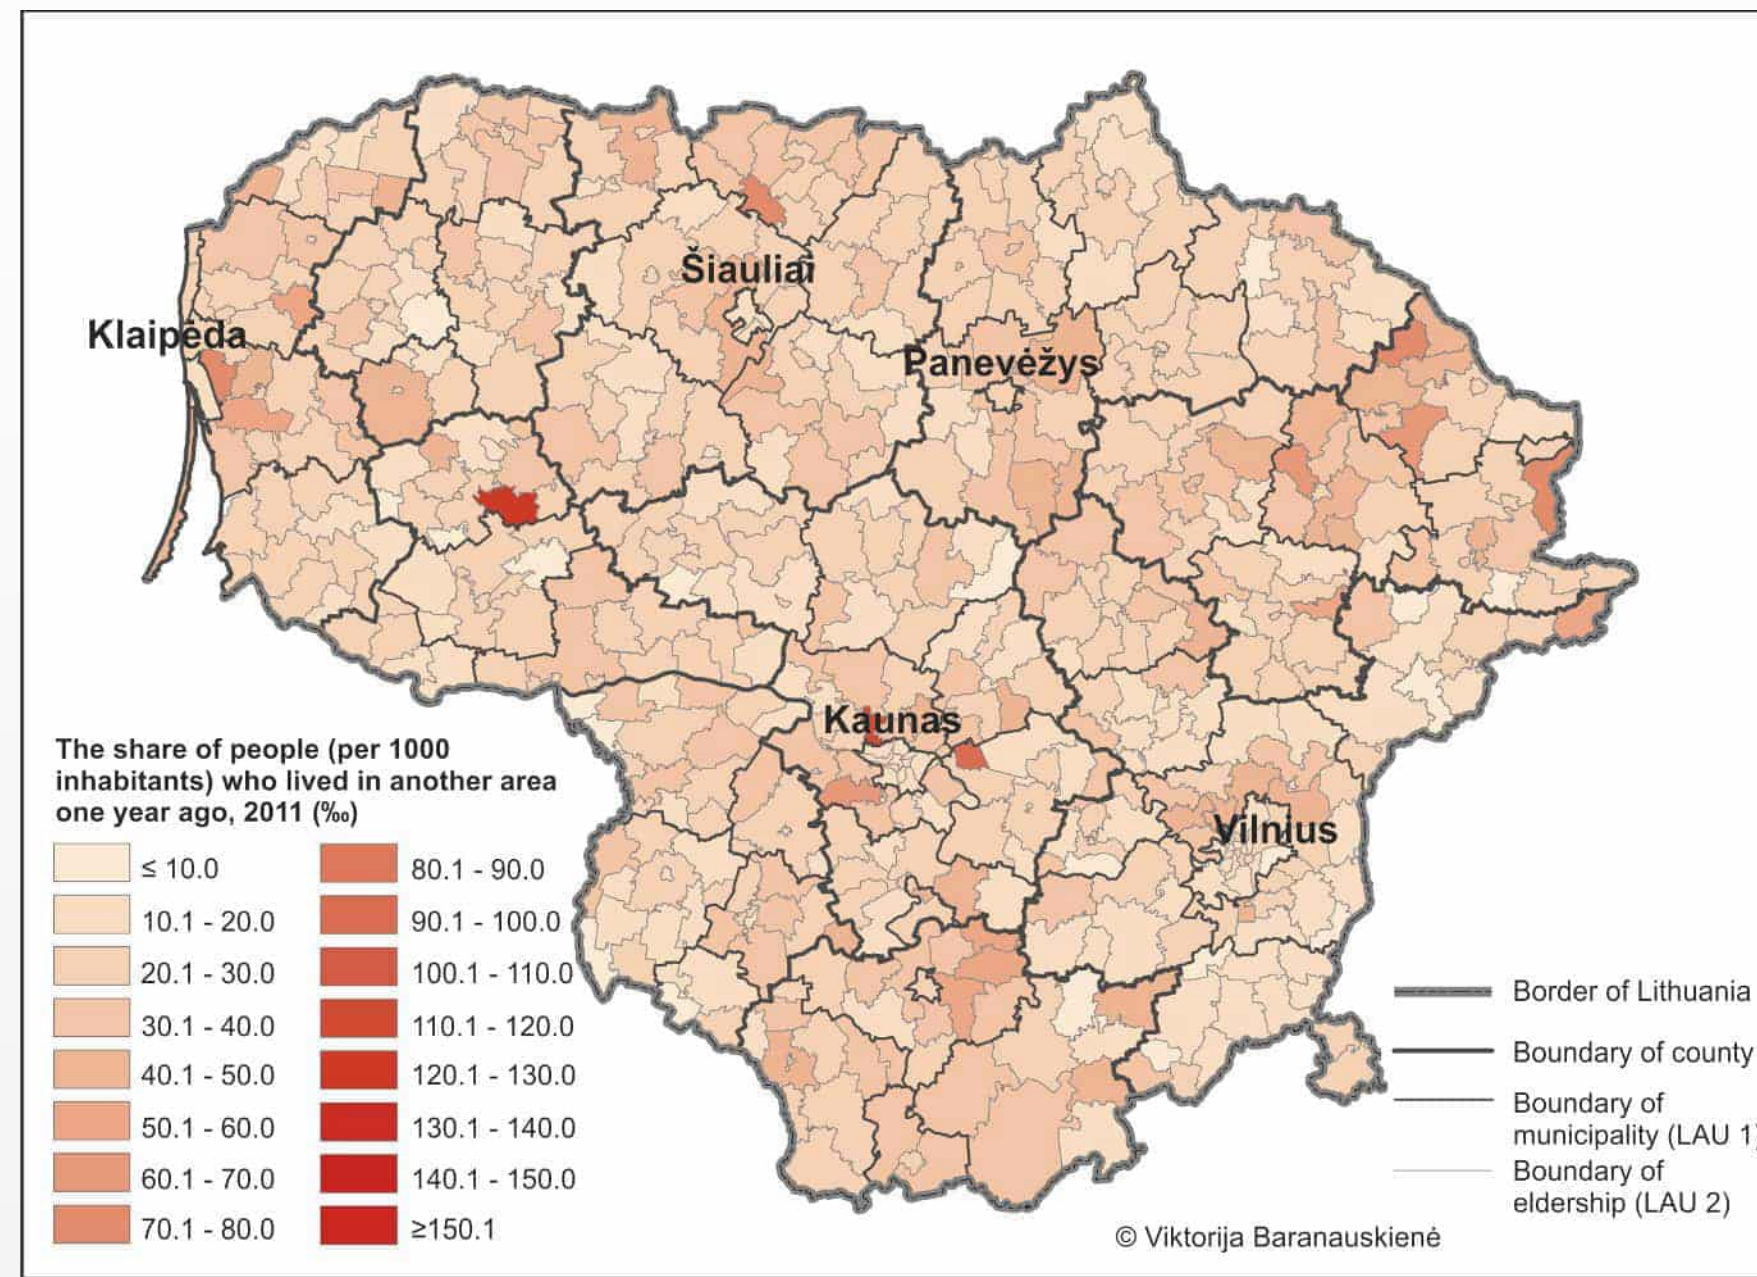 Šiauliai
Klaipėda
Panevėžys
Kaunas
Vilnius
The share of people (per 1000
inhabitants) who lived in another area
one year ago, 2011 (‰)
≤ 10.0
10.1 - 20.0
20.1 - 30.0
30.1 - 40.0
40.1 - 50.0
50.1 - 60.0
60.1 - 70.0
70.1 - 80.0
80.1 - 90.0
90.1 - 100.0
100.1 - 110.0
110.1 - 120.0
120.1 - 130.0
130.1 - 140.0
140.1 - 150.0
≥150.1
Border of Lithuania
Boundary of county
Boundary of
municipality (LAU 1)
Boundary of
eldership (LAU 2)
© Viktorija Baranauskienė